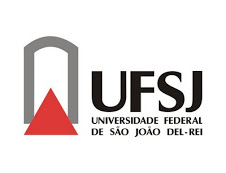 UFSJ
UNIVERSIDADE FEDERAL
DE SÃO JOÃO DEL-REI